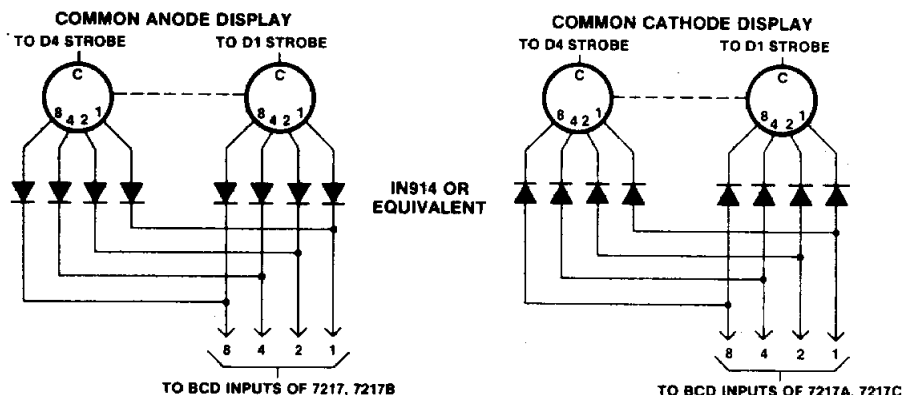 COMMON ANODE DISPLAY
TO D4 STROBE
TO D1 STROBE
C
8 4 2 1
C
8 4 2 1
8 4 2 1
TO BCD INPUTS OF 7217, 7217B
IN914 OR
EQUIVALENT
COMMON CATHODE DISPLAY
TO D4 STROBE
TO D1 STROBE
C
8 4 2 1
C
8 4 2 1
8 4 2 1
TO BCD INPUTS OF 7217A, 7217C